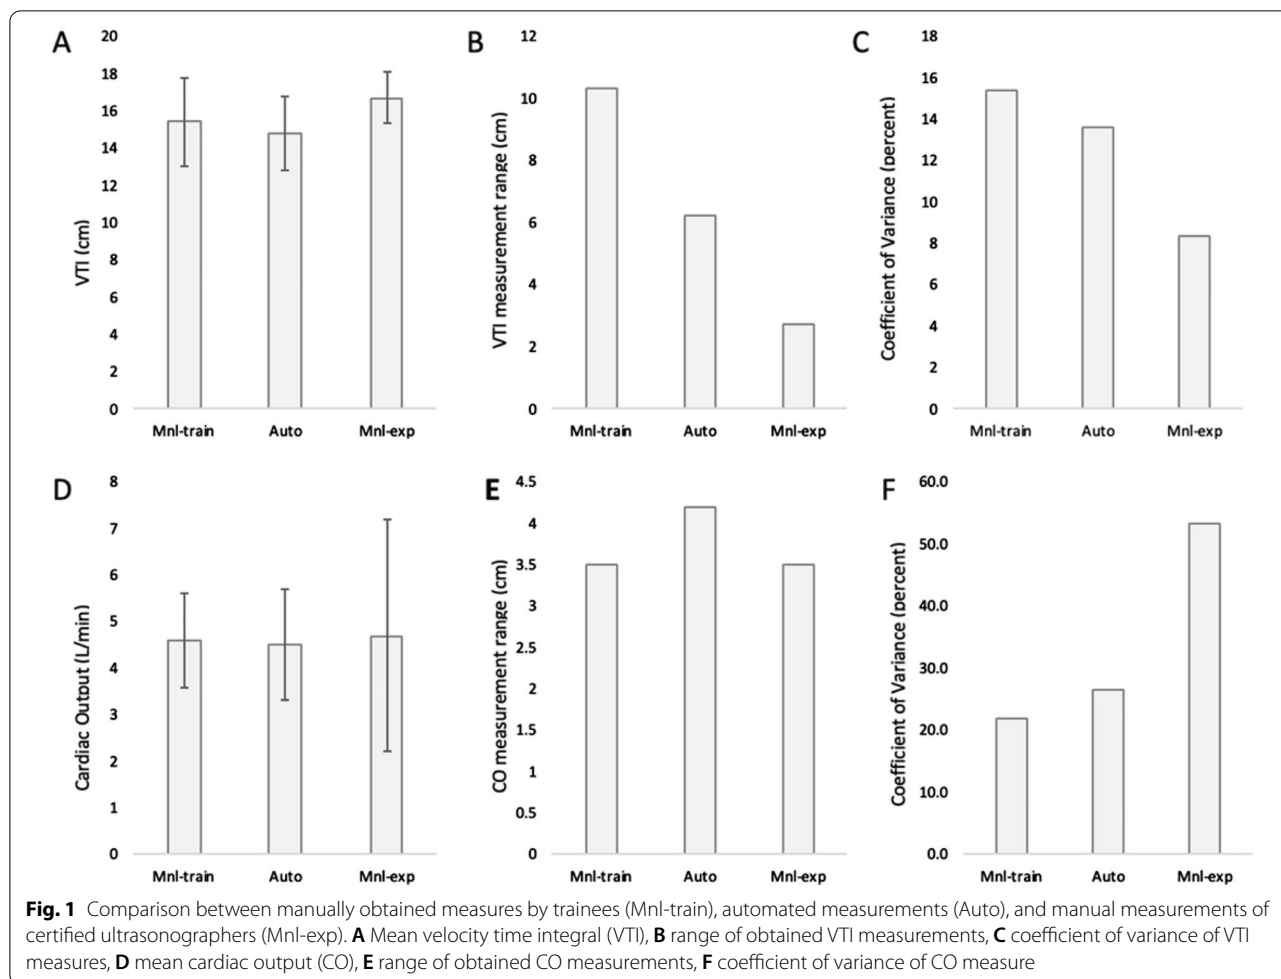 A
VTI (cm)
20
18
16
14
12
10
8
6
4
2
0
Mnl-train Auto Mnl-exp
B
VTI measurement range (cm)
12
10
8
6
4
2
0
Mnl-train Auto Mnl-exp
C
Coefficient of Variance (percent)
18
16
14
12
10
8
6
4
2
0
Mnl-train Auto Mnl-exp
D
Cardiac Output (L/min)
8
7
6
5
4
3
2
1
0
Mnl-train Auto Mnl-exp
E
CO measurement range (cm)
4.5
4
3.5
3
2.5
2
1.5
1
0.5
0
Mnl-train Auto Mnl-exp
F
Coefficient of Variance (percent)
60.0
50.0
40.0
30.0
20.0
10.0
0.0
Mnl-train Auto Mnl-exp
Fig. 1 Comparison between manually obtained measures by trainees (Mnl-train), automated measurements (Auto), and manual measurements of
certified ultrasonographers (Mnl-exp). A Mean velocity time integral (VTI), B range of obtained VTI measurements, C coefficient of variance of VTI
measures, D mean cardiac output (CO), E range of obtained CO measurements, F coefficient of variance of CO measure